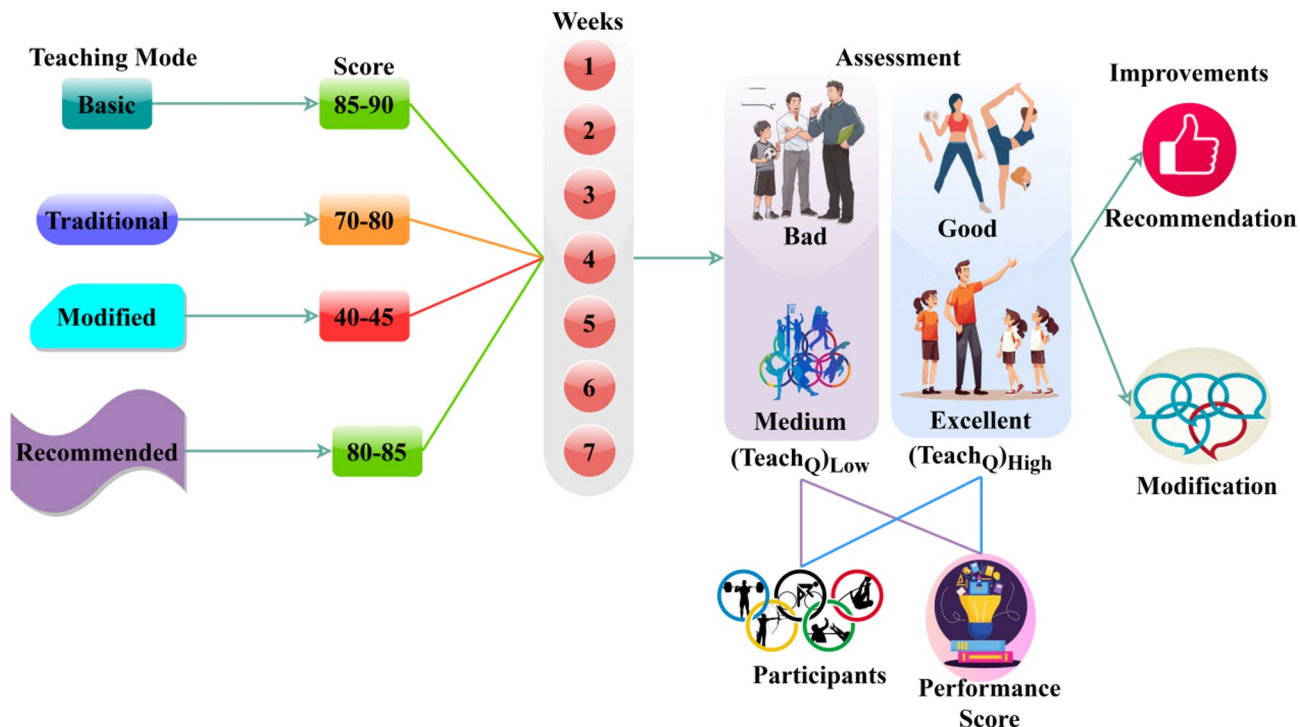 Teaching Mode
Basic
Traditional
Modified
Recommended
Score
85-90
70-80
40-45
80-85
Weeks
1
2
3
4
5
6
7
Assessment
Bad
Good
Medium
Excellent
(TeachQ)Low
(TeachQ)High
Participants
Performance
Score
Improvements
Recommendation
Modification